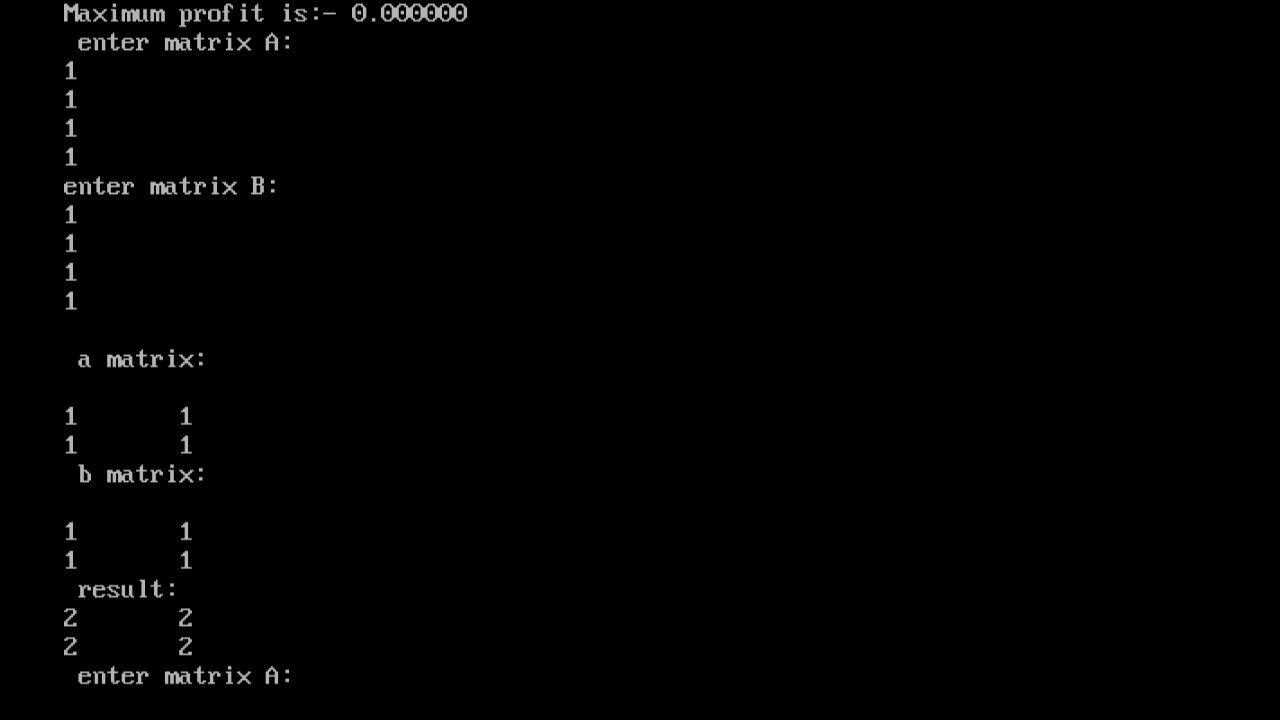 Maximum profit is:- 0.000000
enter matrix A:
1
1
1
1
enter matrix B:
1
1
1
1
a matrix:
1 1
1 1
b matrix:
1 1
1 1
result:
2 2
2 2
enter matrix A: